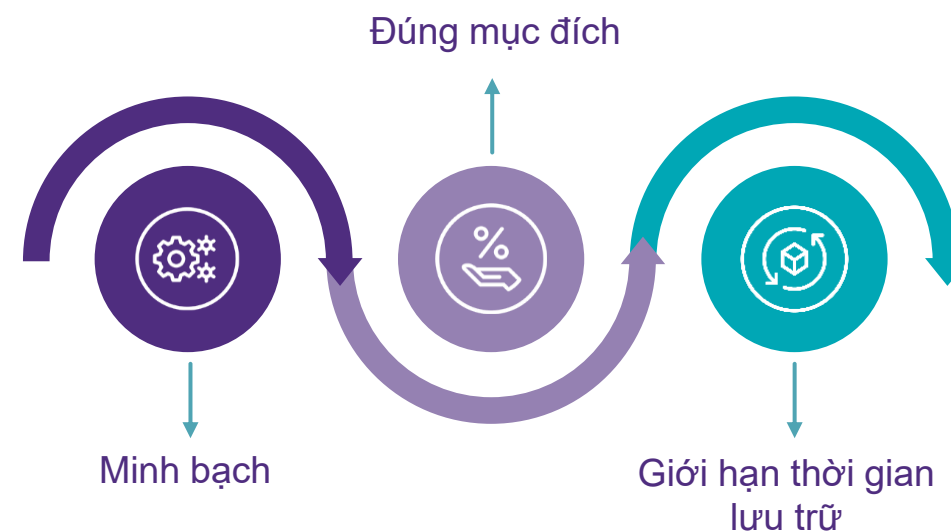 Đúng mục đích
Minh bạch
Giới hạn thời gian
lưu trữ